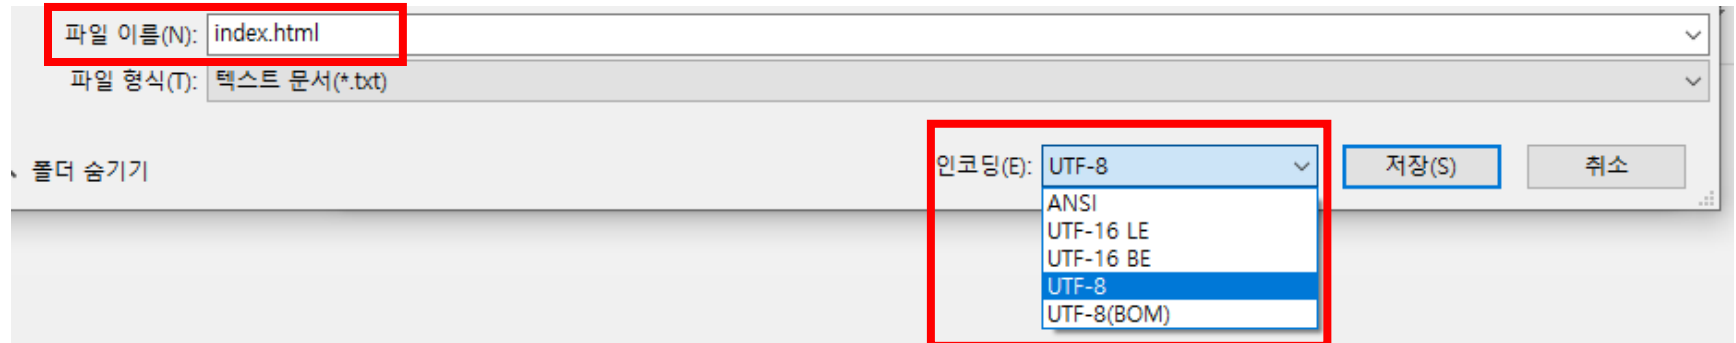 파일 이름(N): index.html
파일 형식(T): 텍스트 문서(*.txt)
폴더 숨기기 인코딩(E): UTF-8 저장(S) 취소
ANSI
UTF-16 LE
UTF-16 BE
UTF-8
UTF-8(BOM)